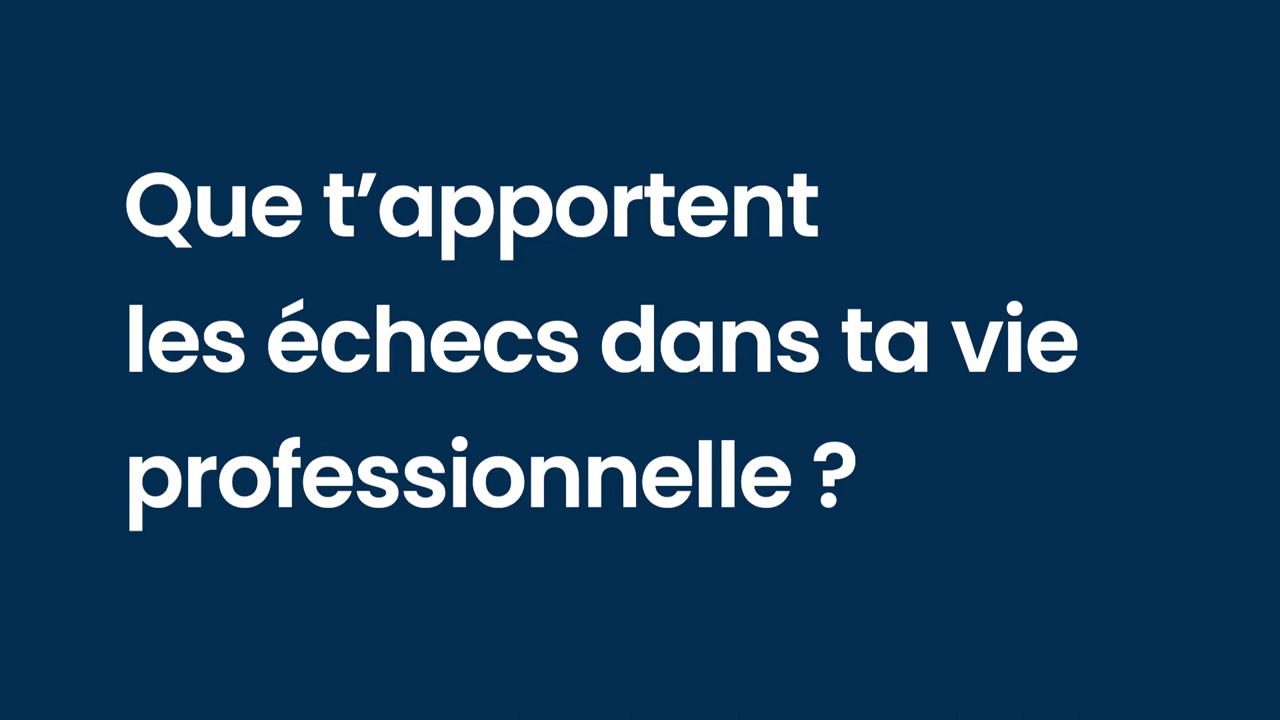 Que t’apportent
les échecs dans ta vie
professionnelle ?